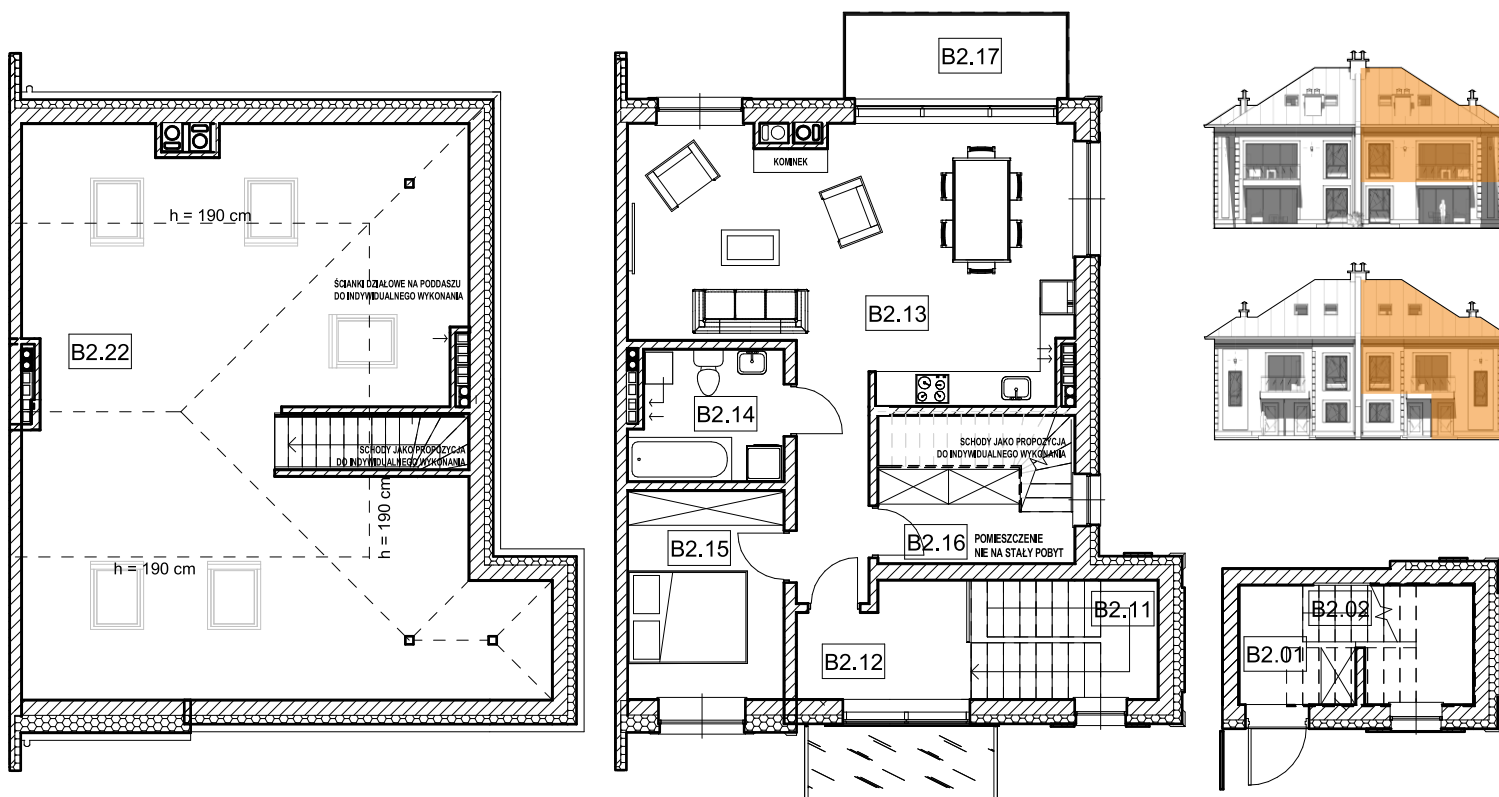 h = 190 cm
ŚCIANKI DZIAŁOWE NA PODDASZU
DO INDYWIDUALNEGO WYKONANIA
B2.22
SCHODY JAKO PROPOZYCJA
DO INDYWIDUALNEGO WYKONANIA
h = 190 cm
h = 190 cm
B2.17
KOMINEK
B2.13
B2.14
SCHODY JAKO PROPOZYCJA
DO INDYWIDUALNEGO WYKONANIA
B2.15
B2.16
POMIESZCZENIE
NIE NA STAŁY POBYT
B2.11
B2.12
B2.02
B2.01